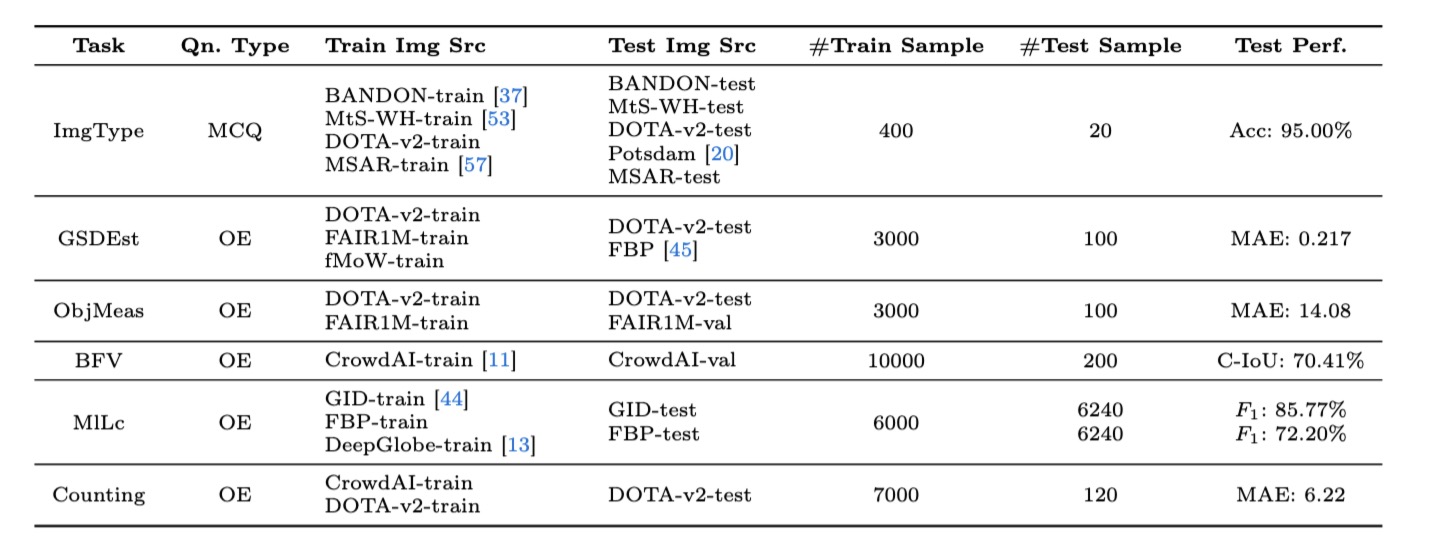 Task Qn. Type Train Img Src Test Img Src #Train Sample #Test Sample Test Perf.
ImgType MCQ BANDON-train [37] BANDON-test 400 20 Acc: 95.00%
MtS-WH-train [53] MtS-WH-test
DOTA-v2-train DOTA-v2-test
MSAR-train [57] Potsdam [20]
MSAR-test
GSDEst OE DOTA-v2-train DOTA-v2-test 3000 100 MAE: 0.217
FAIR1M-train FBP [45]
fMoW-train
ObjMeas OE DOTA-v2-train DOTA-v2-test 3000 100 MAE: 14.08
FAIR1M-train FAIR1M-val
BFV OE CrowdAI-train [11] CrowdAI-val 10000 200 C-IoU: 70.41%
MlLc OE GID-train [44] GID-test 6000 6240 F₁: 85.77%
FBP-train FBP-test 6240 F₁: 72.20%
DeepGlobe-train [13]
Counting OE CrowdAI-train DOTA-v2-test 7000 120 MAE: 6.22
DOTA-v2-train